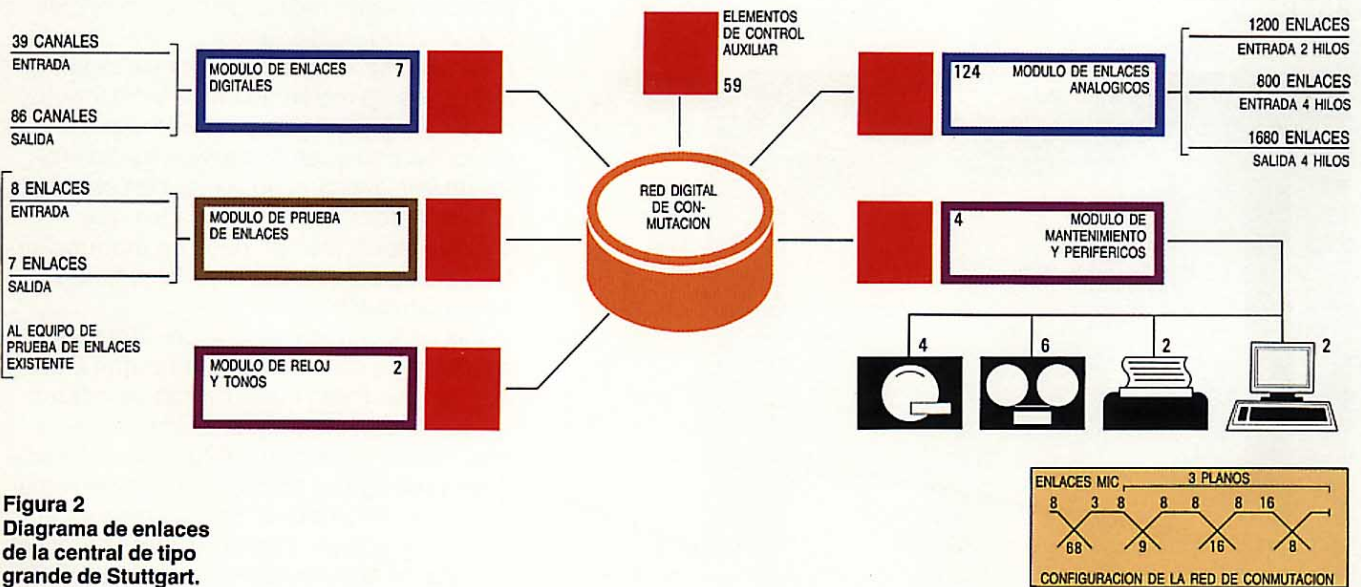 39 CANALES
ENTRADA
86 CANALES
SALIDA
MODULO DE ENLACES 7
DIGITALES
8 ENLACES
ENTRADA
7 ENLACES
SALIDA
AL EQUIPO DE
PRUEBA DE ENLACES
EXISTENTE
MODULO DE PRUEBA 1
DE ENLACES
MODULO DE RELOJ 2
Y TONOS
ELEMENTOS
DE CONTROL
AUXILIAR
59
RED DIGITAL
DE CON-
MUTACION
124 MODULO DE ENLACES
ANALOGICOS
1200 ENLACES
ENTRADA 2 HILOS
800 ENLACES
ENTRADA 4 HILOS
1680 ENLACES
SALIDA 4 HILOS
4 MODULO DE
MANTENIMIENTO
Y PERIFERICOS
4 6 2 2
ENLACES MIC 3 PLANOS
8 3 8 8 8 8 16
68 9 16 8
CONFIGURACION DE LA RED DE CONMUTACION
Figura 2
Diagrama de enlaces
de la central de tipo
grande de Stuttgart.